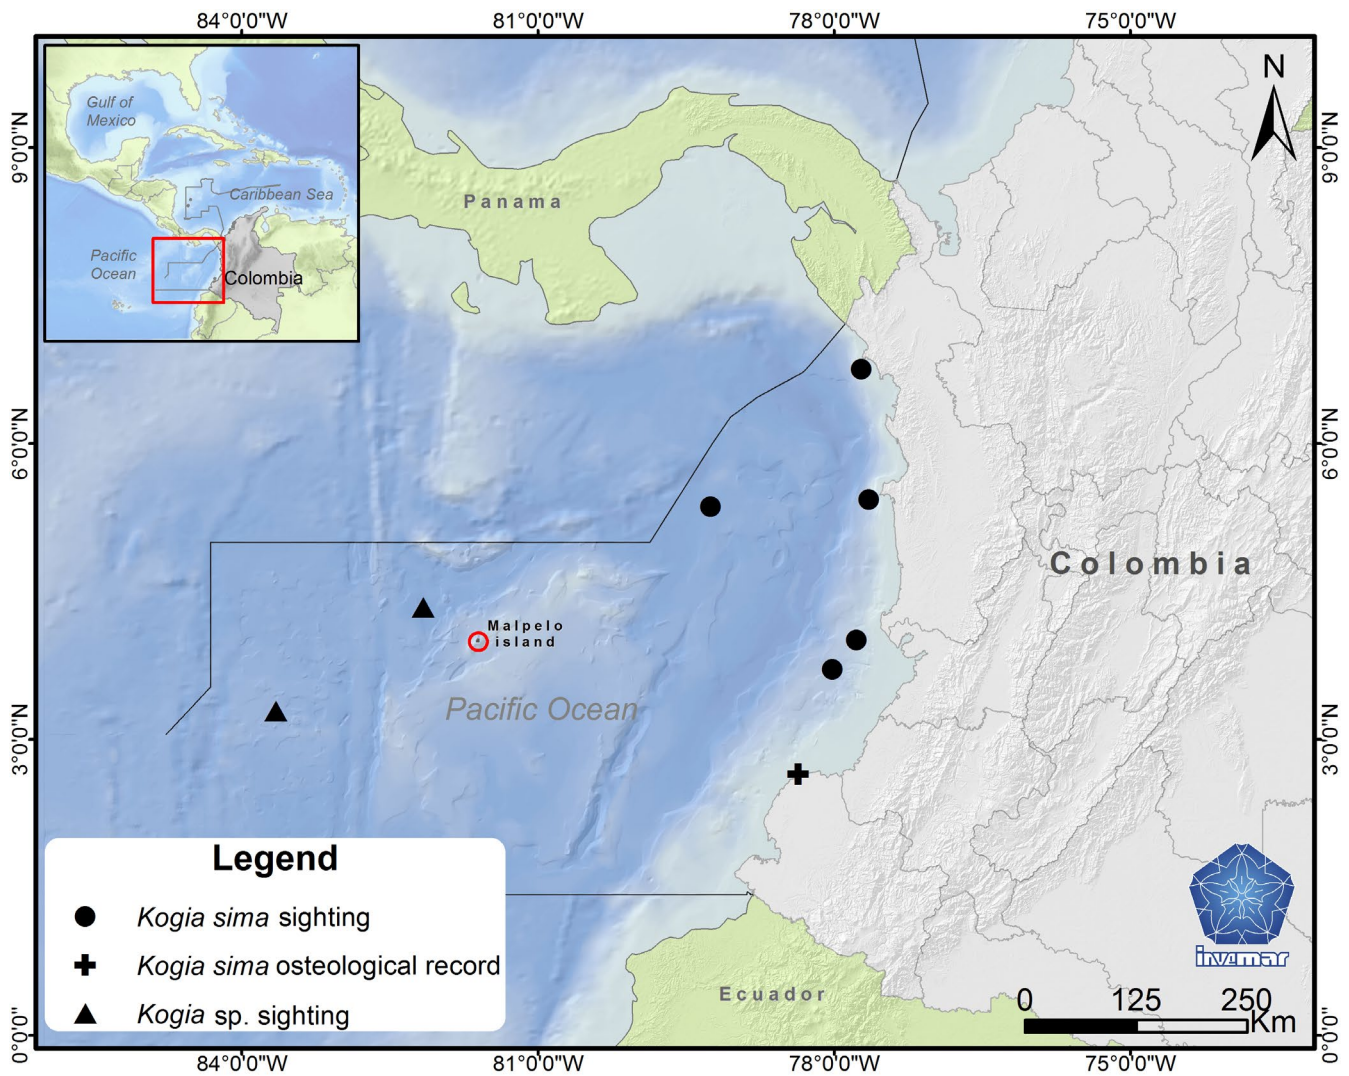 84°0'0"W 81°0'0"W 78°0'0"W 75°0'0"W
N
Gulf of
Mexico
Caribbean Sea
Pacific
Ocean
Colombia
9°0'0"N
9°0'0"N
Panama
6°0'0"N
6°0'0"N
Colombia
Malpelo
island
Pacific Ocean
3°0'0"N
3°0'0"N
Legend
Kogia sima sighting
Kogia sima osteological record
Kogia sp. sighting
Ecuador
invemar
0 125 250
Km
0°0'0"
0°0'0"
84°0'0"W 81°0'0"W 78°0'0"W 75°0'0"W